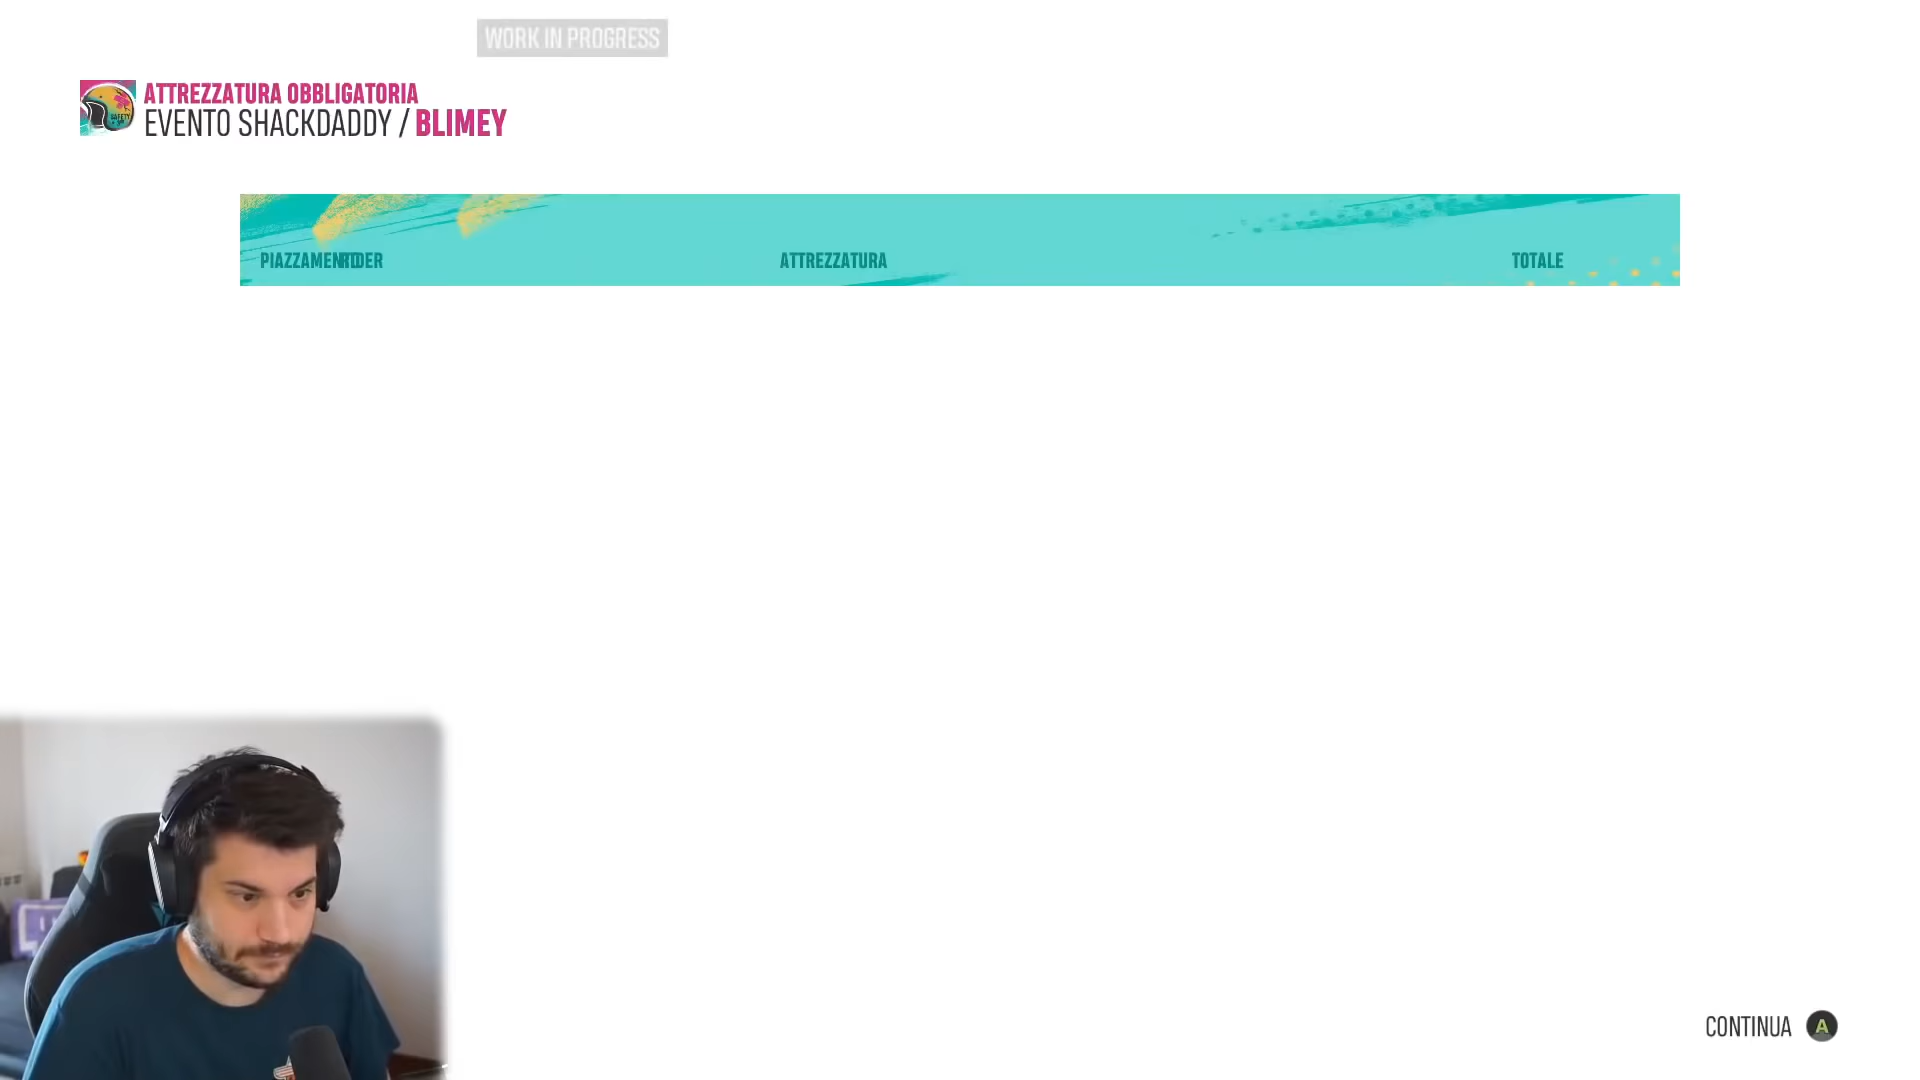 WORK IN PROGRESS
ATTREZZATURA OBBLIGATORIA
EVENTO SHACKDADDY / BLIMEY
PIAZZAMENTO RIDER ATTREZZATURA TOTALE
CONTINUA A